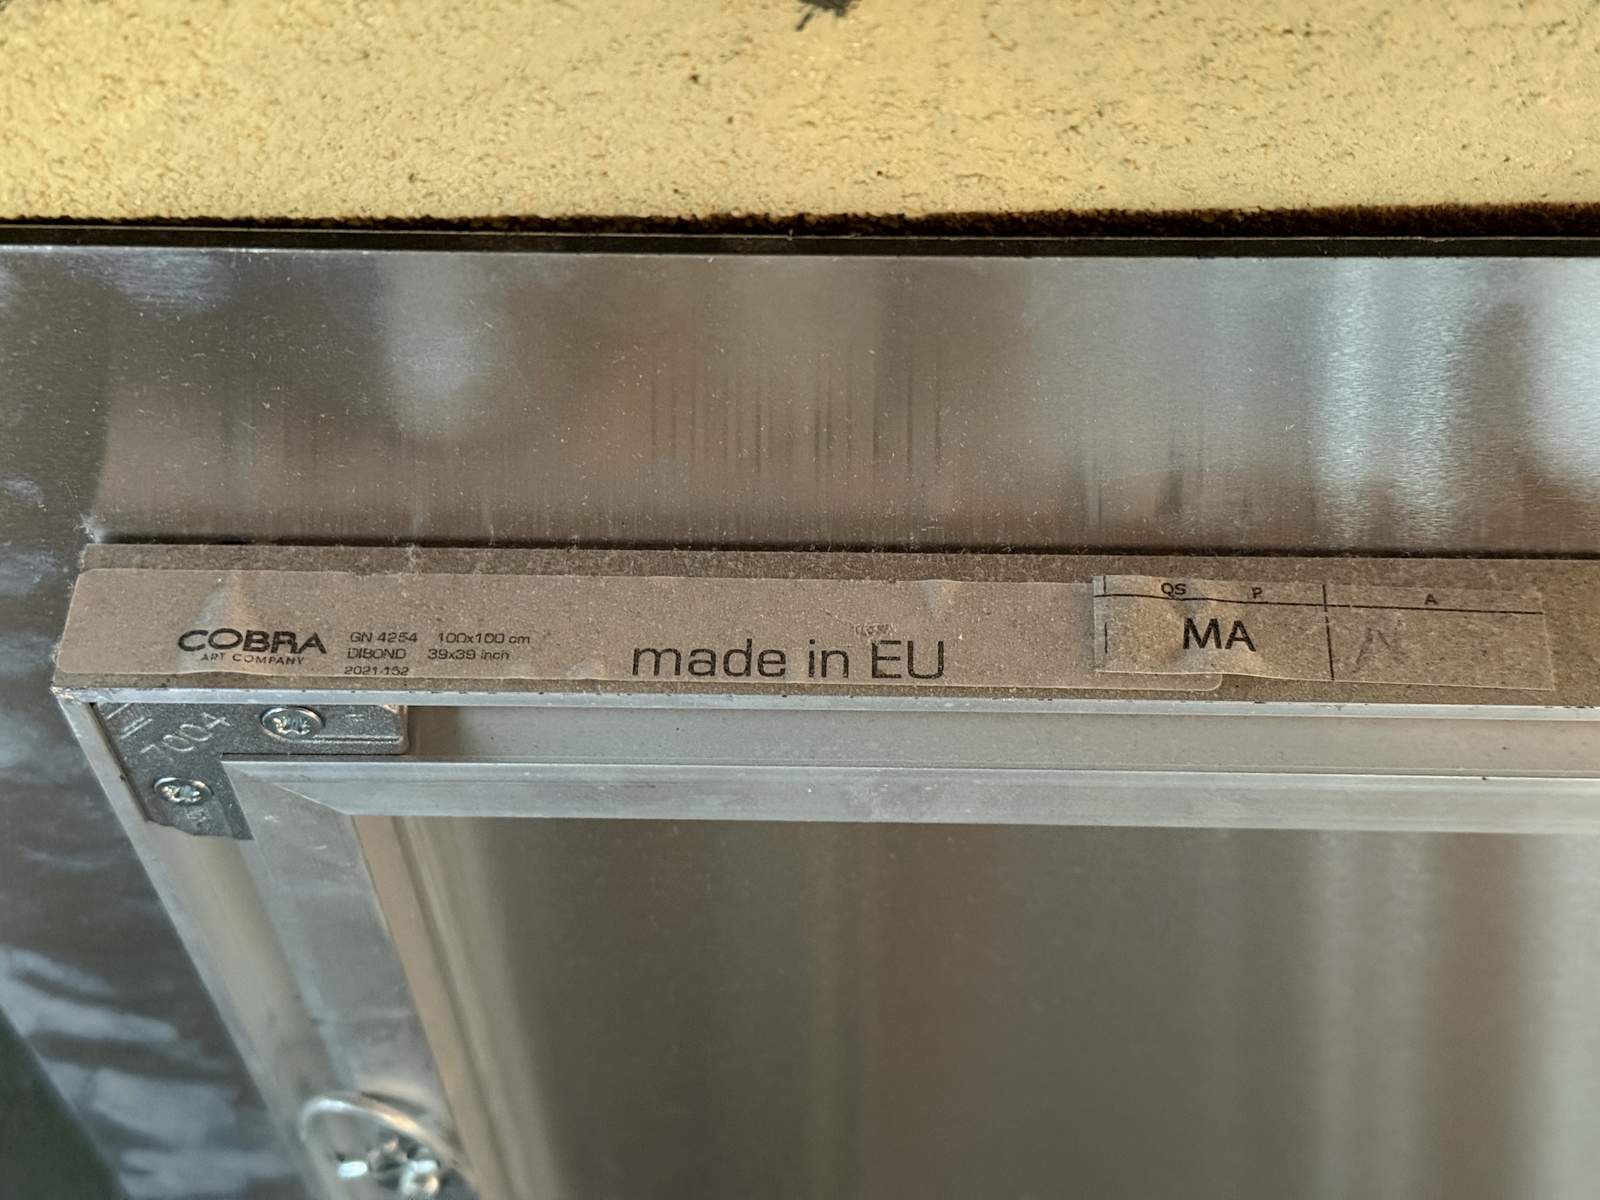 COBRA
ART COMPANY
GN 4254 100x100 cm
DIBOND 39x39 inch
2021-152
made in EU
QS P A
MA
7004